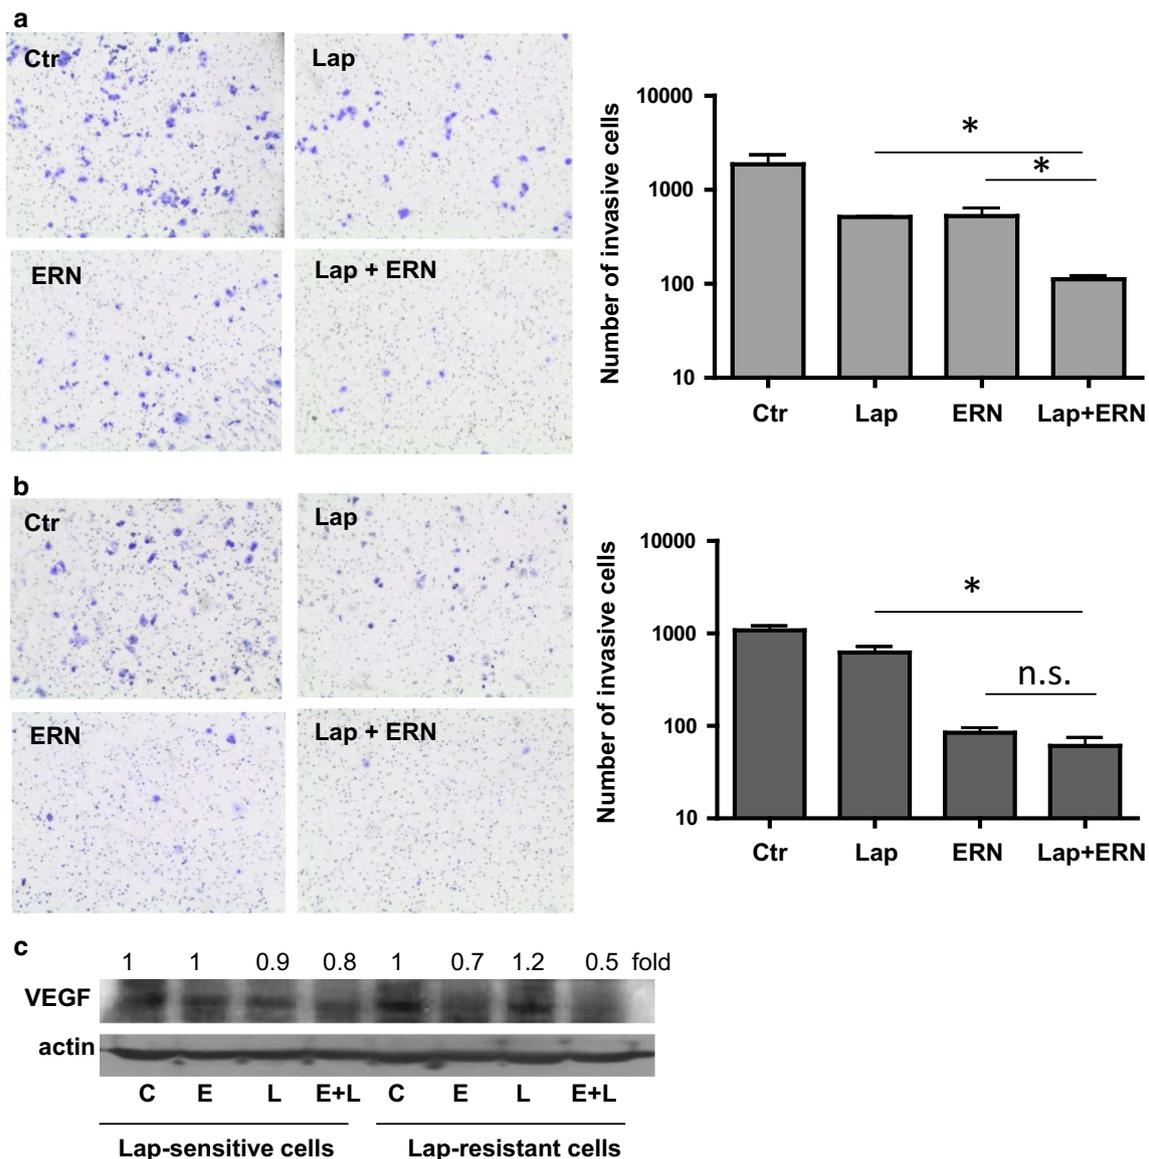 a
Ctr
Lap
ERN
Lap + ERN
Number of invasive cells
10000
1000
100
10
*
*
Ctr Lap ERN Lap+ERN
b
Ctr
Lap
ERN
Lap + ERN
Number of invasive cells
10000
1000
100
10
*
n.s.
Ctr Lap ERN Lap+ERN
c
1 1 0.9 0.8 1 0.7 1.2 0.5 fold
VEGF
actin
C E L E+L C E L E+L
Lap-sensitive cells Lap-resistant cells